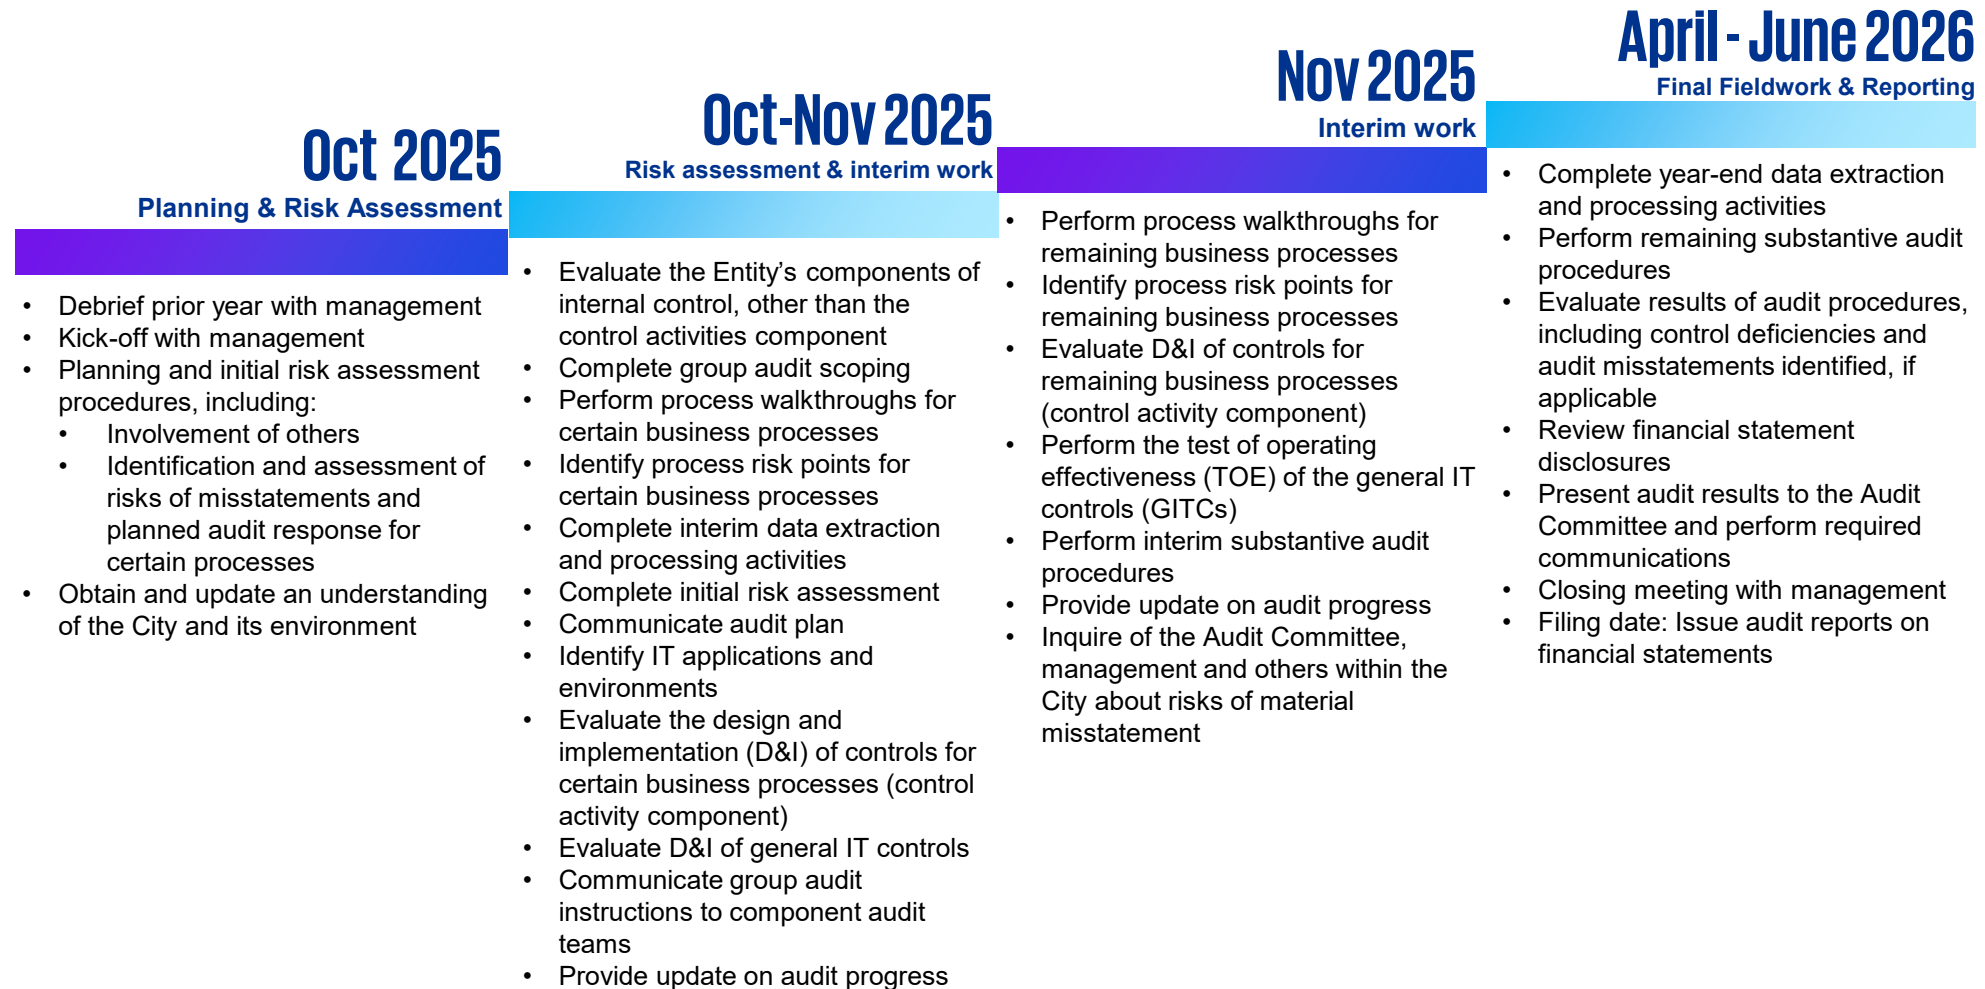 Oct 2025
Planning & Risk Assessment
• Debrief prior year with management
• Kick-off with management
• Planning and initial risk assessment
procedures, including:
• Involvement of others
• Identification and assessment of
risks of misstatements and
planned audit response for
certain processes
• Obtain and update an understanding
of the City and its environment
Oct-Nov 2025
Risk assessment & interim work
• Evaluate the Entity’s components of
internal control, other than the
control activities component
• Complete group audit scoping
• Perform process walkthroughs for
certain business processes
• Identify process risk points for
certain business processes
• Complete interim data extraction
and processing activities
• Complete initial risk assessment
• Communicate audit plan
• Identify IT applications and
environments
• Evaluate the design and
implementation (D&I) of controls for
certain business processes (control
activity component)
• Evaluate D&I of general IT controls
• Communicate group audit
instructions to component audit
teams
• Provide update on audit progress
Nov 2025
Interim work
• Perform process walkthroughs for
remaining business processes
• Identify process risk points for
remaining business processes
• Evaluate D&I of controls for
remaining business processes
(control activity component)
• Perform the test of operating
effectiveness (TOE) of the general IT
controls (GITCs)
• Perform interim substantive audit
procedures
• Provide update on audit progress
• Inquire of the Audit Committee,
management and others within the
City about risks of material
misstatement
April - June 2026
Final Fieldwork & Reporting
• Complete year-end data extraction
and processing activities
• Perform remaining substantive audit
procedures
• Evaluate results of audit procedures,
including control deficiencies and
audit misstatements identified, if
applicable
• Review financial statement
disclosures
• Present audit results to the Audit
Committee and perform required
communications
• Closing meeting with management
• Filing date: Issue audit reports on
financial statements